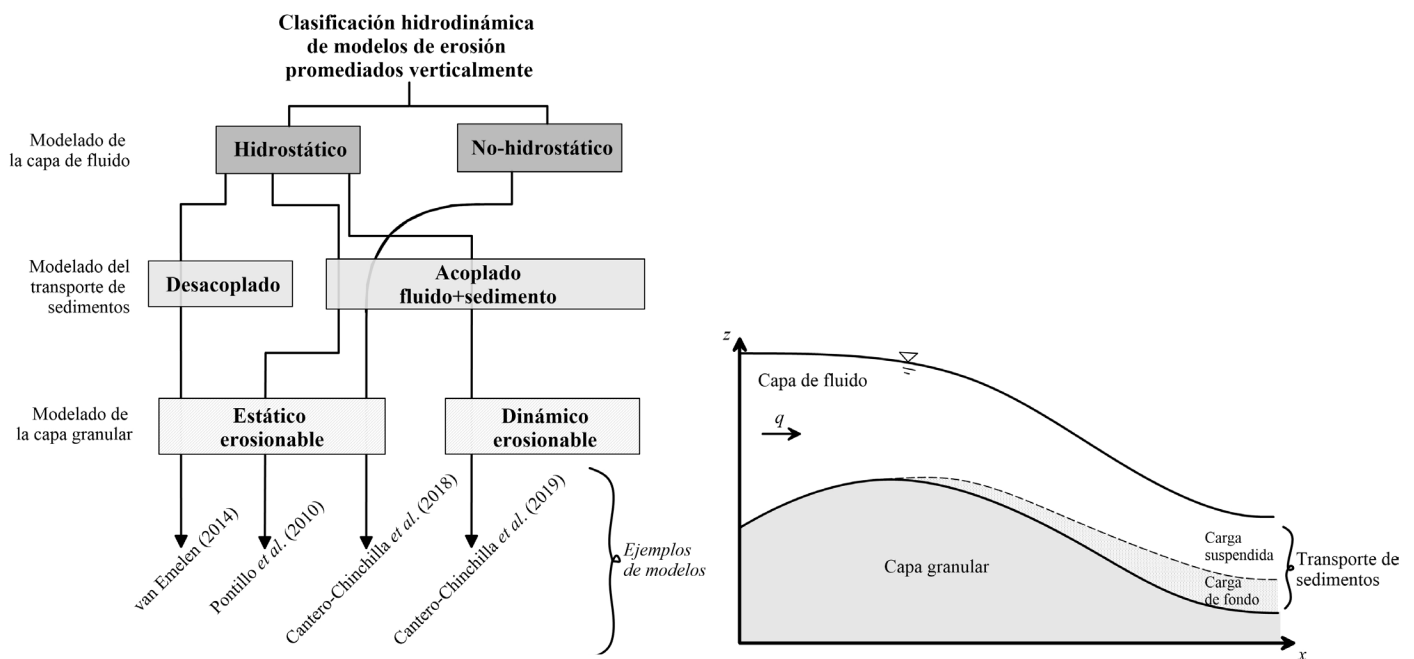 Clasificación hidrodinámica
de modelos de erosión
promediados verticalmente
Modelado de
la capa de fluido
Hidrostático
No-hidrostático
Modelado del
transporte de
sedimentos
Desacoplado
Acoplado
fluido+sedimento
Modelado de
la capa granular
Estático
erosionable
Dinámico
erosionable
van Emelen (2014)
Pontillo et al. (2010)
Cantero-Chinchilla et al. (2018)
Cantero-Chinchilla et al. (2019)
Ejemplos
de modelos
z
Capa de fluido
q
Capa granular
Carga
suspendida
Carga
de fondo
Transporte de
sedimentos
x